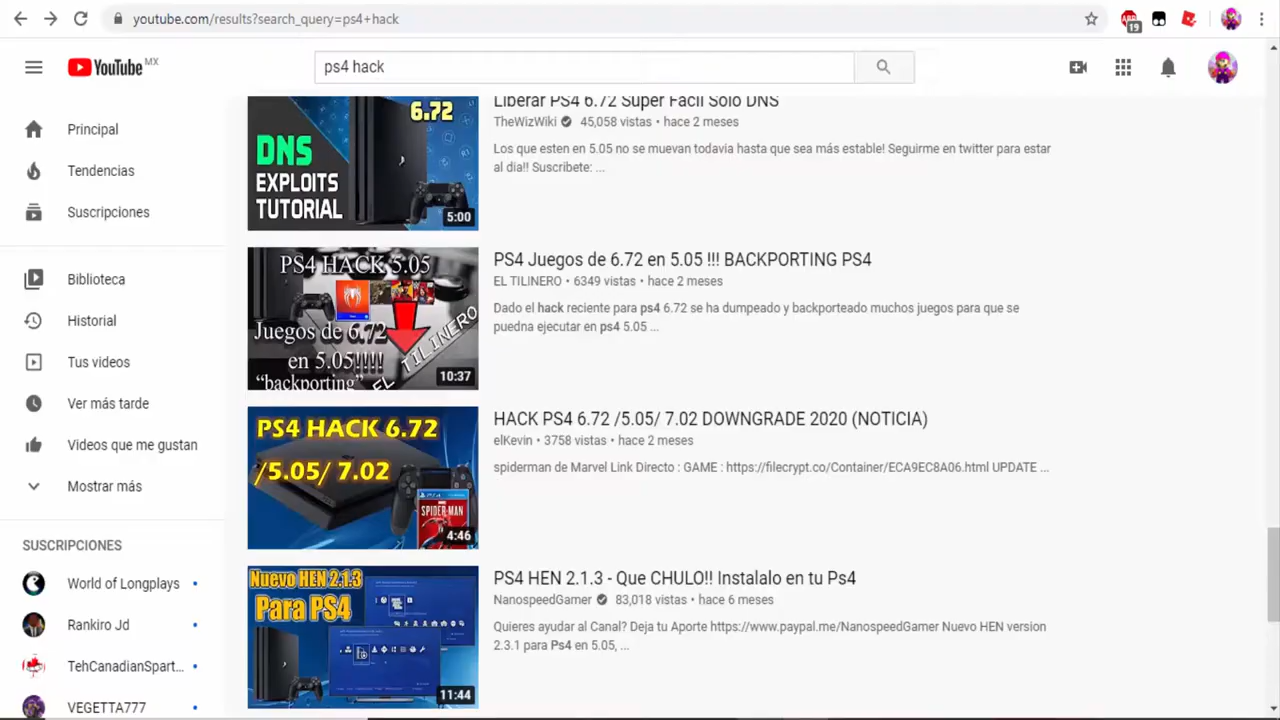 youtube.com/results?search_query=ps4+hack
19
YouTube MX
ps4 hack
Principal
Tendencias
Suscripciones
Biblioteca
Historial
Tus videos
Ver más tarde
Videos que me gustan
Mostrar más
SUSCRIPCIONES
World of Longplays
Rankiro Jd
TehCanadianSpart...
VEGETTA777
6.72
DNS
EXPLOITS
TUTORIAL
5:00
Liberar PS4 6.72 Super Facil Solo DNS
TheWizWiki 45,058 vistas • hace 2 meses
Los que esten en 5.05 no se muevan todavia hasta que sea más estable! Seguirme en twitter para estar
al dia!! Suscribete: ...
PS4 HACK 5.05
Juegos de 6.72
en 5.05!!!!
"backporting"
EL TILINERO
10:37
PS4 Juegos de 6.72 en 5.05 !!! BACKPORTING PS4
EL TILINERO • 6349 vistas • hace 2 meses
Dado el hack reciente para ps4 6.72 se ha dumpeado y backporteado muchos juegos para que se
puedna ejecutar en ps4 5.05 ...
PS4 HACK 6.72
/5.05/ 7.02
PS4
SPIDER-MAN
4:46
HACK PS4 6.72 /5.05/ 7.02 DOWNGRADE 2020 (NOTICIA)
elKevin • 3758 vistas • hace 2 meses
spiderman de Marvel Link Directo : GAME : https://filecrypt.co/Container/ECA9EC8A06.html UPDATE ...
Nuevo HEN 2.1.3
Para PS4
11:44
PS4 HEN 2.1.3 - Que CHULO!! Instalalo en tu Ps4
NanospeedGamer 83,018 vistas • hace 6 meses
Quieres ayudar al Canal? Deja tu Aporte https://www.paypal.me/NanospeedGamer Nuevo HEN version
2.3.1 para Ps4 en 5.05, ...